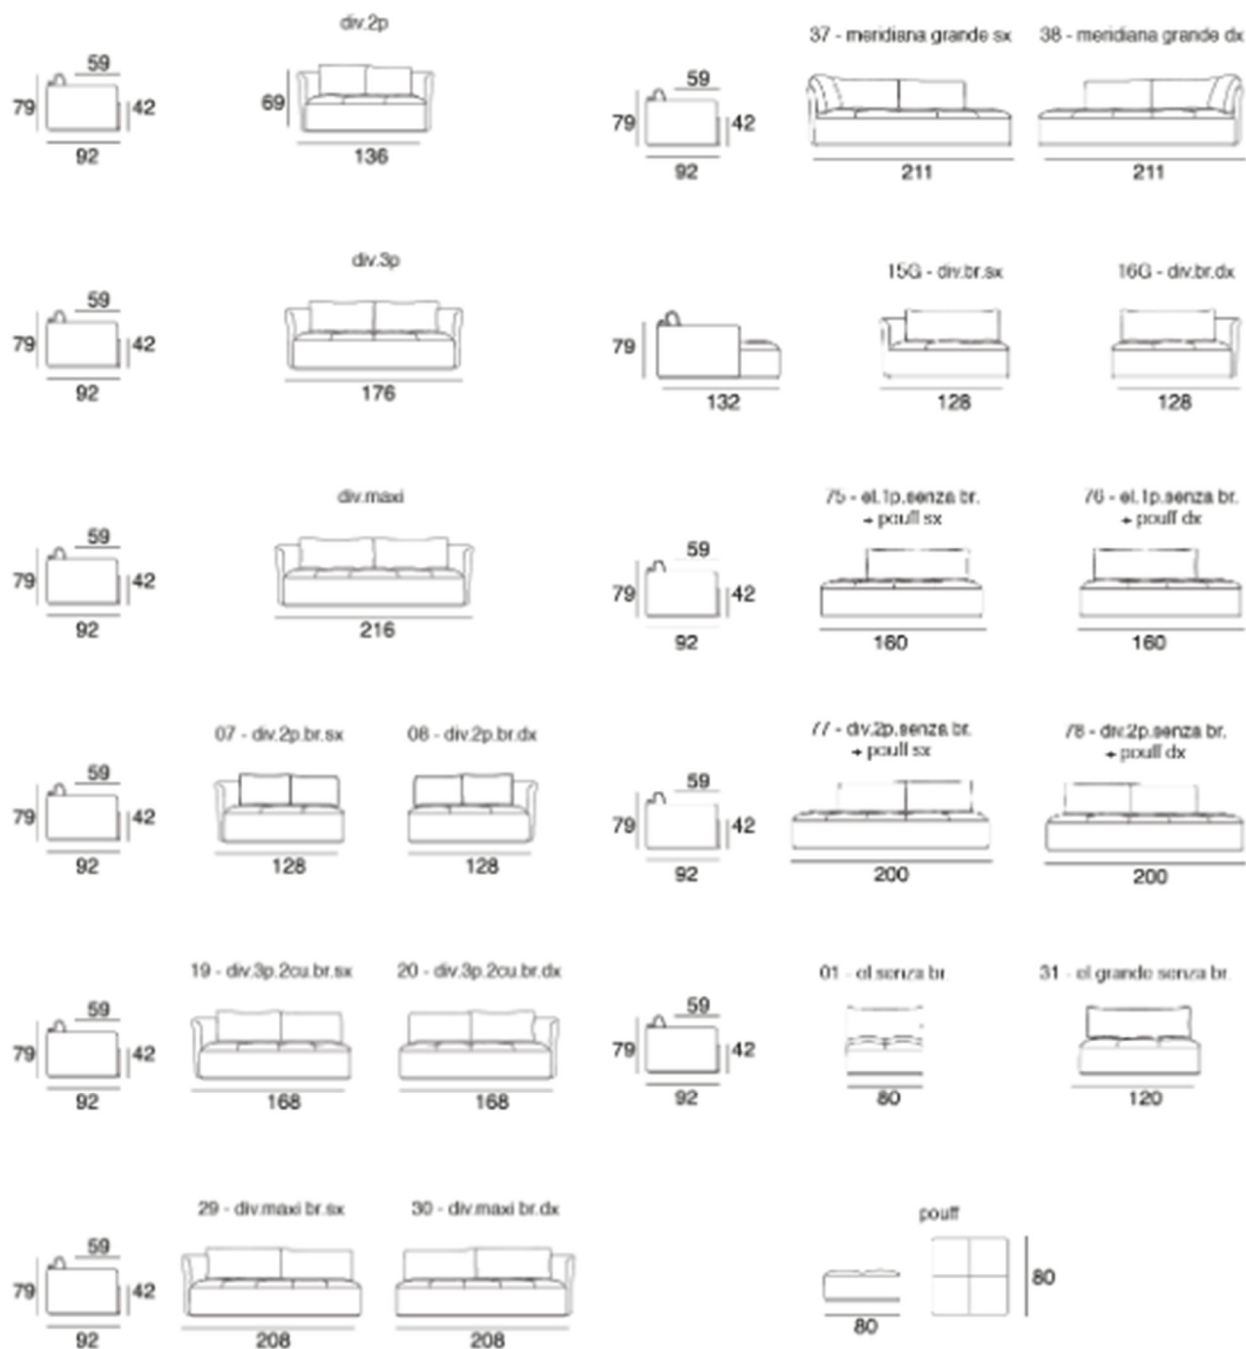 div.2p
59
79
42
92
69
136
37 - meridiana grande sx
38 - meridiana grande dx
59
79
42
92
211
211
div.3p
59
79
42
92
176
15G - div.br.sx
16G - div.br.dx
79
132
128
128
div.maxi
59
79
42
92
216
75 - el.1p.senza br.
+ pouff sx
76 - el.1p.senza br.
+ pouff dx
59
79
42
92
160
160
07 - div.2p.br.sx
08 - div.2p.br.dx
59
79
42
92
128
128
77 - div.2p.senza br.
+ pouff sx
78 - div.2p.senza br.
+ pouff dx
59
79
42
92
200
200
19 - div.3p.2cu.br.sx
20 - div.3p.2cu.br.dx
59
79
42
92
168
168
01 - el.senza br.
31 - el grande senza br.
59
79
42
92
80
120
29 - div.maxi br.sx
30 - div.maxi br.dx
59
79
42
92
208
208
pouff
80
80